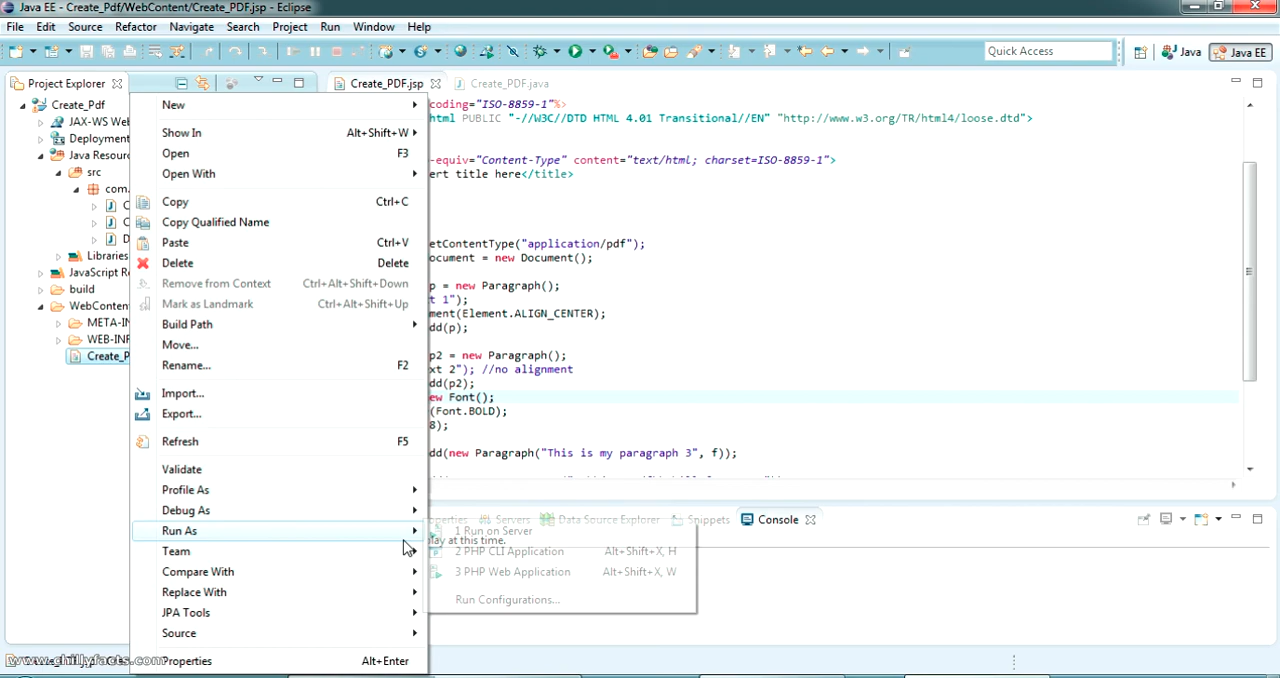 Java EE - Create_Pdf/WebContent/Create_PDF.jsp - Eclipse
File Edit Source Refactor Navigate Search Project Run Window Help
Quick Access
Java
Java EE
Project Explorer
Create_Pdf
JAX-WS Web
Deployment
Java Resourc
src
com.
C
C
D
Libraries
JavaScript Re
build
WebConten
META-IN
WEB-INF
Create_P
New
Show In Alt+Shift+W
Open F3
Open With
Copy Ctrl+C
Copy Qualified Name
Paste Ctrl+V
Delete Delete
Remove from Context Ctrl+Alt+Shift+Down
Mark as Landmark Ctrl+Alt+Shift+Up
Build Path
Move...
Rename... F2
Import...
Export...
Refresh F5
Validate
Profile As
Debug As
Run As
Team
Compare With
Replace With
JPA Tools
Source
Properties Alt+Enter
1 Run on Server
2 PHP CLI Application Alt+Shift+X, H
3 PHP Web Application Alt+Shift+X, W
Run Configurations...
Create_PDF.jsp
Create_PDF.java
coding="ISO-8859-1"%>
html PUBLIC "-//W3C//DTD HTML 4.01 Transitional//EN" "http://www.w3.org/TR/html4/loose.dtd">
-equiv="Content-Type" content="text/html; charset=ISO-8859-1">
ert title here</title>
etContentType("application/pdf");
ocument = new Document();
p = new Paragraph();
t 1");
ment(Element.ALIGN_CENTER);
dd(p);
p2 = new Paragraph();
xt 2"); //no alignment
dd(p2);
ew Font();
(Font.BOLD);
8);
dd(new Paragraph("This is my paragraph 3", f));
operties
Servers
Data Source Explorer
Snippets
Console
play at this time.
www.chillyfacts.com